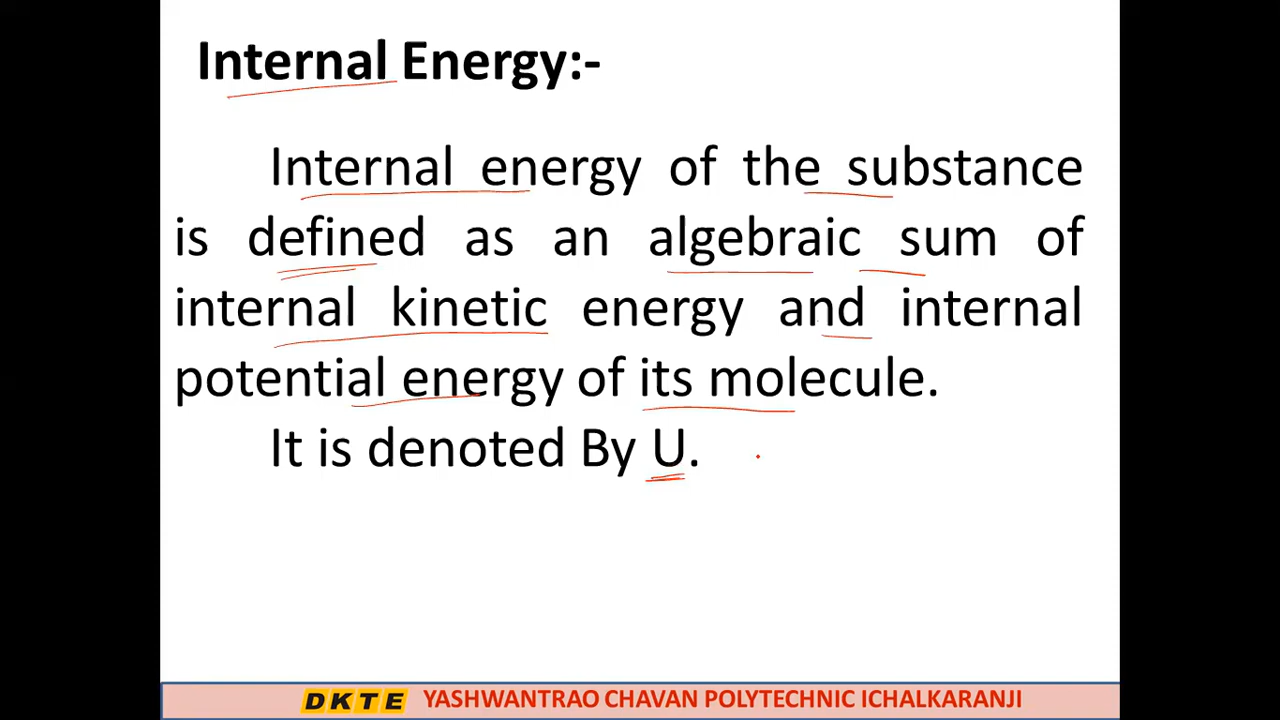 Internal Energy:-
Internal energy of the substance
is defined as an algebraic sum of
internal kinetic energy and internal
potential energy of its molecule.
It is denoted By U.
DKTE YASHWANTRAO CHAVAN POLYTECHNIC ICHALKARANJI